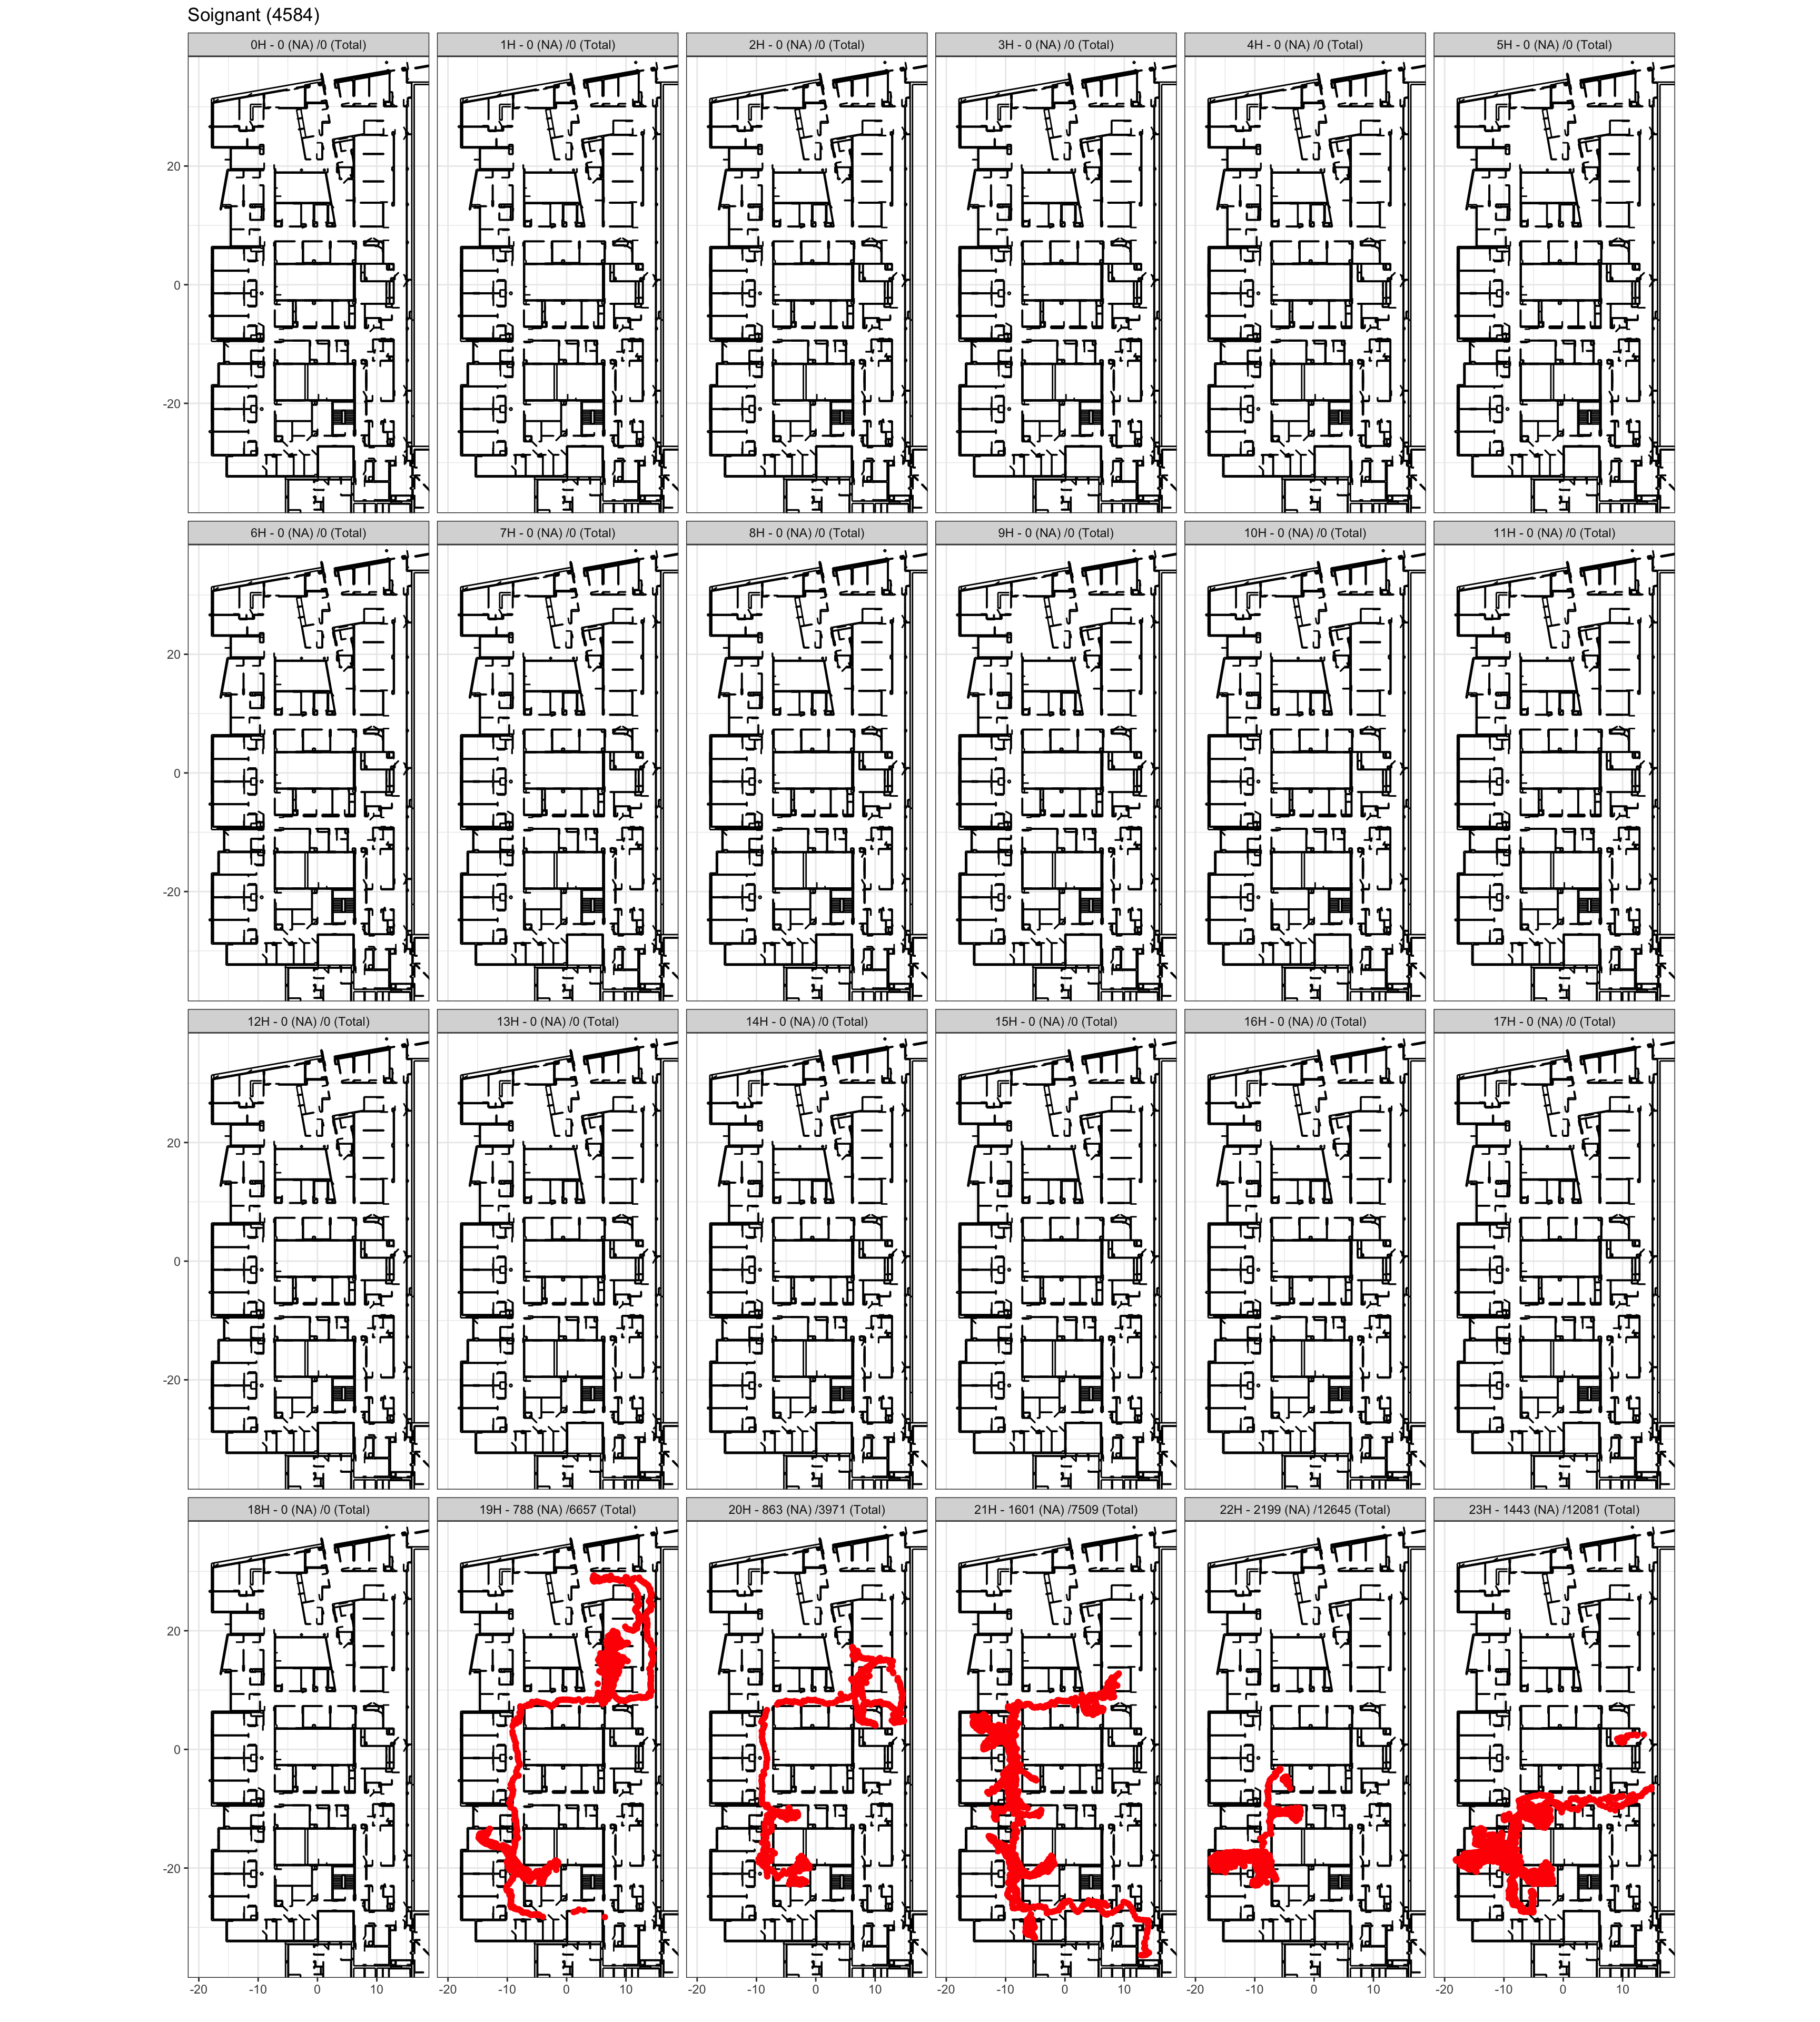 Soignant (4584)
0H - 0 (NA) /0 (Total) 1H - 0 (NA) /0 (Total) 2H - 0 (NA) /0 (Total) 3H - 0 (NA) /0 (Total) 4H - 0 (NA) /0 (Total) 5H - 0 (NA) /0 (Total)
20
0
-20
6H - 0 (NA) /0 (Total) 7H - 0 (NA) /0 (Total) 8H - 0 (NA) /0 (Total) 9H - 0 (NA) /0 (Total) 10H - 0 (NA) /0 (Total) 11H - 0 (NA) /0 (Total)
20
0
-20
12H - 0 (NA) /0 (Total) 13H - 0 (NA) /0 (Total) 14H - 0 (NA) /0 (Total) 15H - 0 (NA) /0 (Total) 16H - 0 (NA) /0 (Total) 17H - 0 (NA) /0 (Total)
20
0
-20
18H - 0 (NA) /0 (Total) 19H - 788 (NA) /6657 (Total) 20H - 863 (NA) /3971 (Total) 21H - 1601 (NA) /7509 (Total) 22H - 2199 (NA) /12645 (Total) 23H - 1443 (NA) /12081 (Total)
20
0
-20
-20 -10 0 10 -20 -10 0 10 -20 -10 0 10 -20 -10 0 10 -20 -10 0 10 -20 -10 0 10